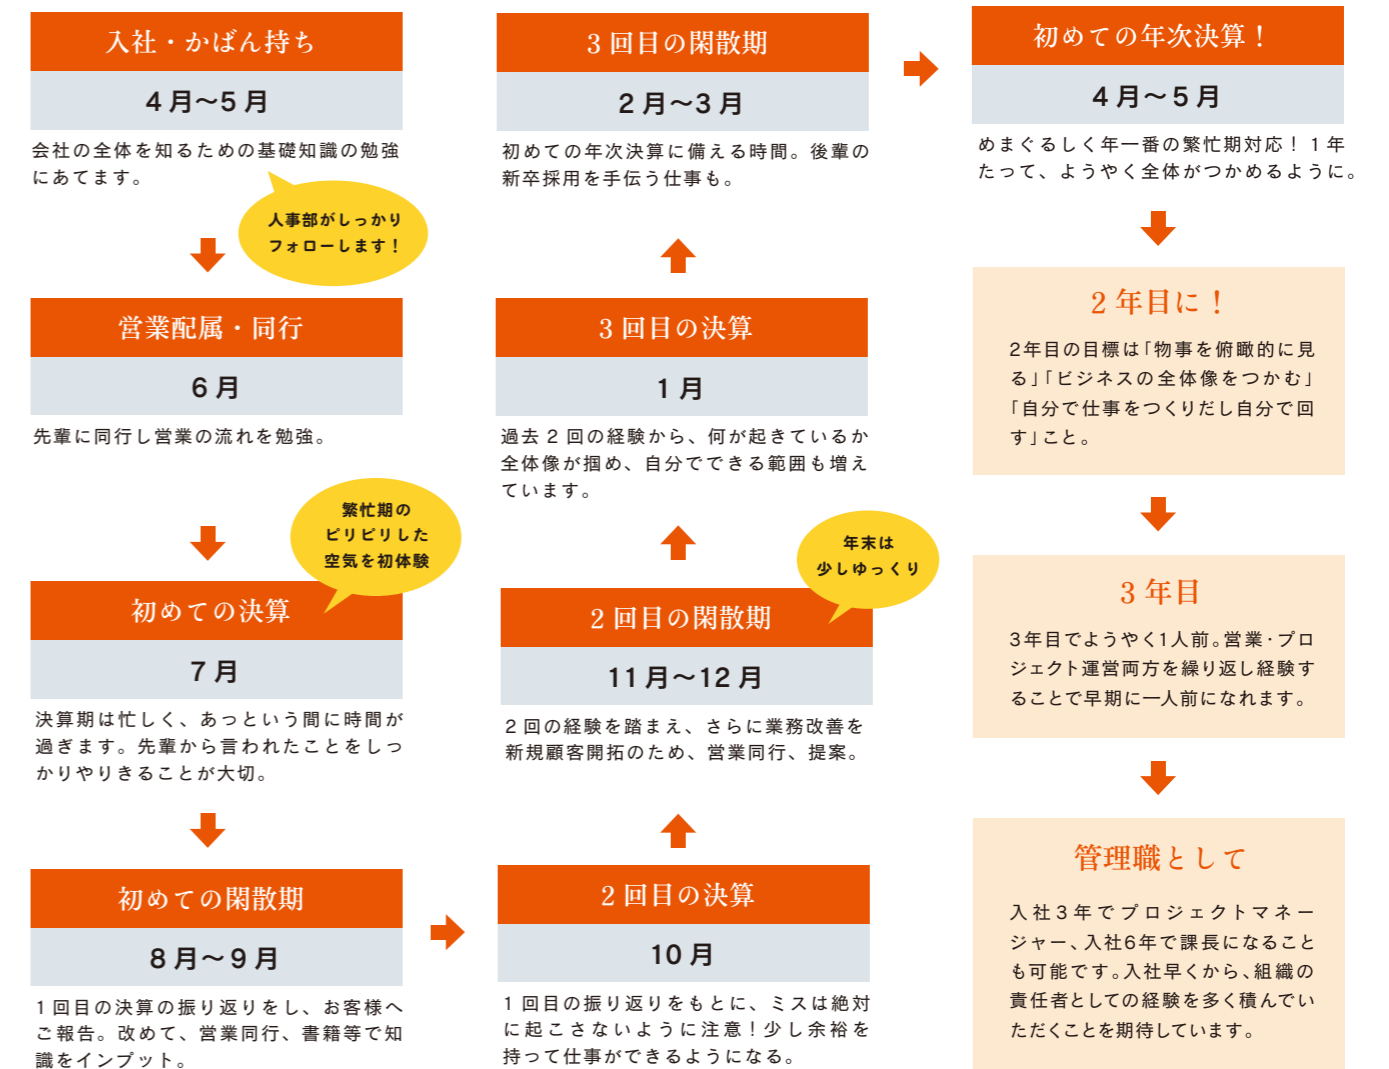 入社・かばん持ち
4 月〜5 月
会社の全体を知るための基礎知識の勉強
にあてます。
人事部がしっかり
フォローします！
営業配属・同行
6 月
先輩に同行し営業の流れを勉強。
繁忙期の
ピリピリした
空気を初体験
初めての決算
7 月
決算期は忙しく、あっという間に時間が
過ぎます。先輩から言われたことをしっ
かりやりきることが大切。
初めての閑散期
8 月〜 9 月
1 回目の決算の振り返りをし、お客様へ
ご報告。改めて、営業同行、書籍等で知
識をインプット。
2 回目の決算
10 月
1 回目の振り返りをもとに、ミスは絶対
に起こさないように注意！少し余裕を
持って仕事ができるようになる。
年末は
少しゆっくり
2 回目の閑散期
11 月〜12 月
2 回の経験を踏まえ、さらに業務改善を
新規顧客開拓のため、営業同行、提案。
3 回目の決算
1 月
過去 2 回の経験から、何が起きているか
全体像が掴め、自分でできる範囲も増え
ています。
3 回目の閑散期
2 月〜3 月
初めての年次決算に備える時間。後輩の
新卒採用を手伝う仕事も。
初めての年次決算！
4 月〜 5 月
めまぐるしく年一番の繁忙期対応！ 1 年
たって、ようやく全体がつかめるように。
2 年目に！
2年目の目標は「物事を俯瞰的に見
る」「ビジネスの全体像をつかむ」
「自分で仕事をつくりだし自分で回
す」こと。
3 年目
3年目でようやく1人前。営業・プロ
ジェクト運営両方を繰り返し経験す
ることで早期に一人前になれます。
管理職として
入社3年でプロジェクトマネー
ジャー、入社6年で課長になること
も可能です。入社早くから、組織の
責任者としての経験を多く積んでい
ただくことを期待しています。